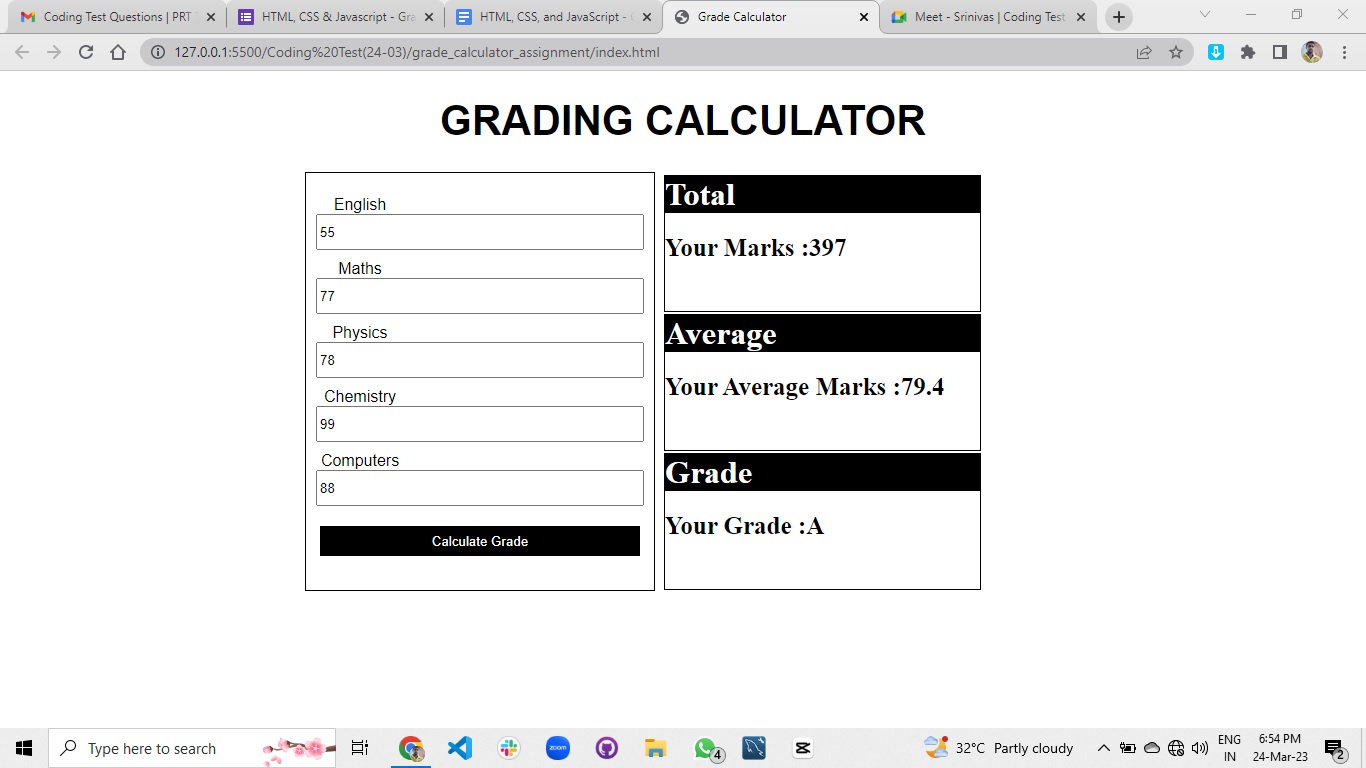 Coding Test Questions | PRT
HTML, CSS & Javascript - Gra
HTML, CSS, and JavaScript -
Grade Calculator
Meet - Srinivas | Coding Test
127.0.0.1:5500/Coding%20Test(24-03)/grade_calculator_assignment/index.html
GRADING CALCULATOR
English
55
Maths
77
Physics
78
Chemistry
99
Computers
88
Calculate Grade
Total
Your Marks :397
Average
Your Average Marks :79.4
Grade
Your Grade :A
Type here to search
zoom
4
32°C Partly cloudy
ENG
IN
6:54 PM
24-Mar-23
2